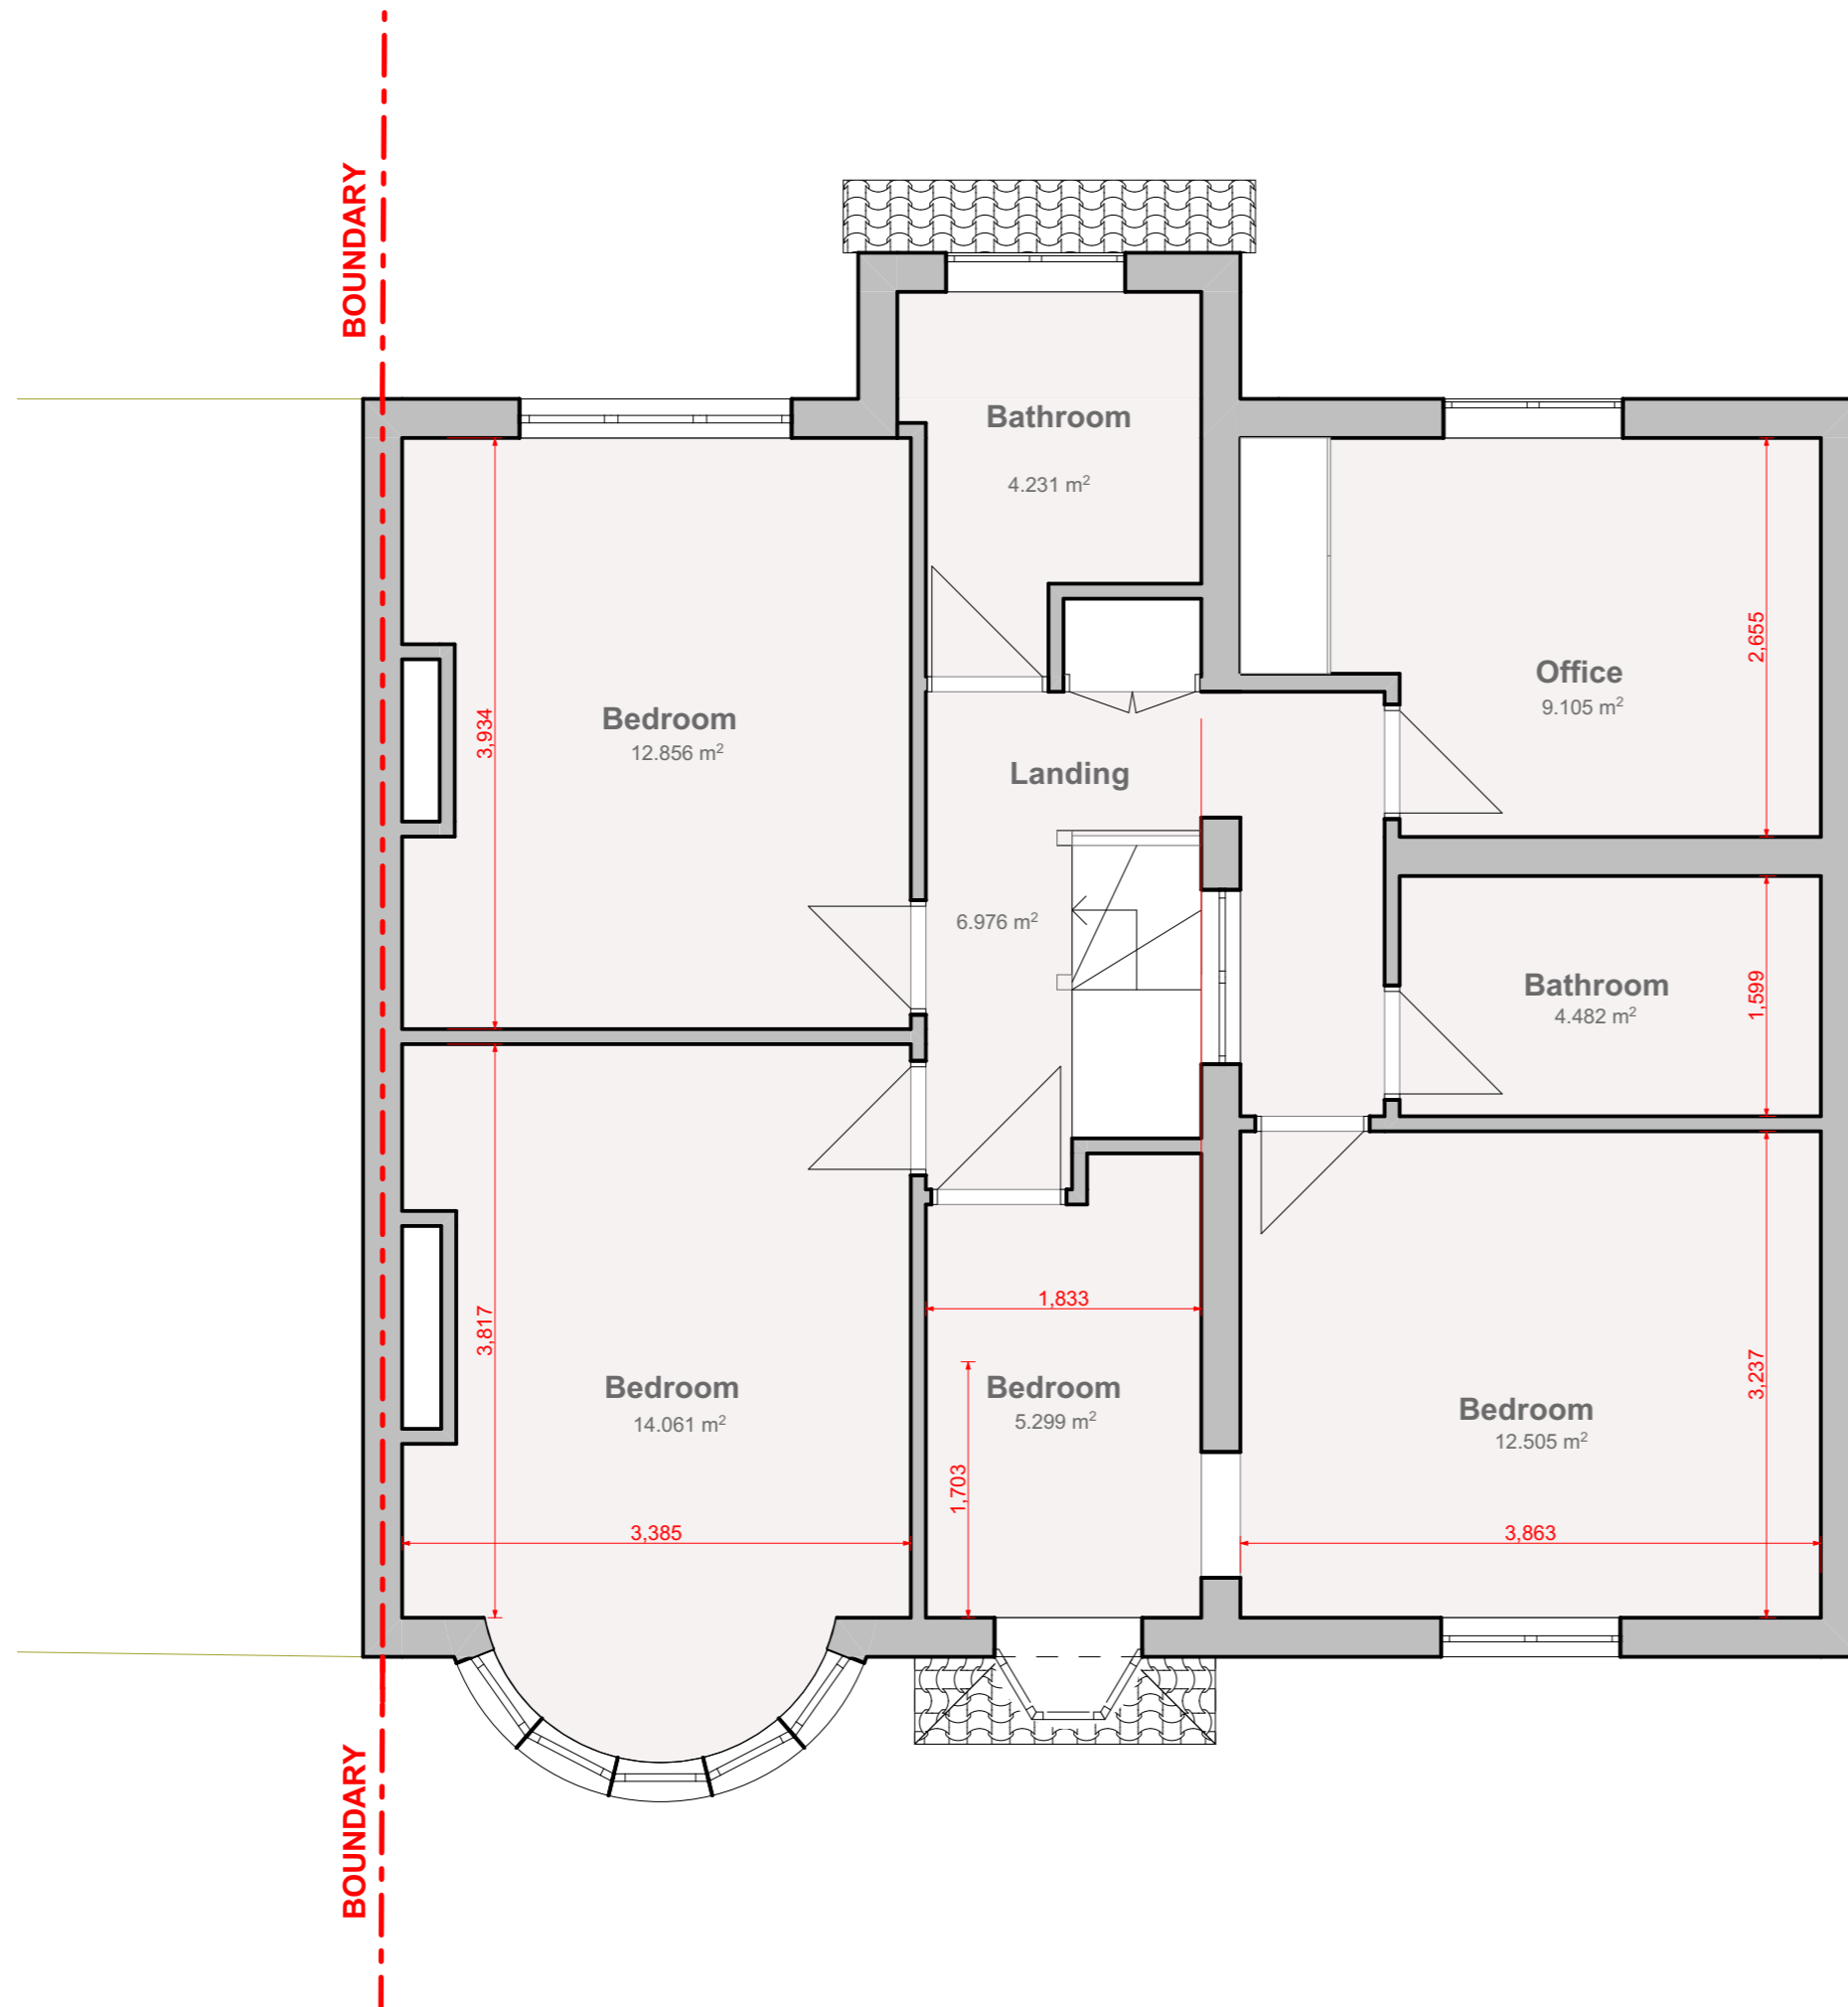 BOUNDARY
Bathroom
4.231 m²
2,655
Office
9.105 m²
Bedroom
12.856 m²
3,934
Landing
6.976 m²
Bathroom
4.482 m²
1,599
1,833
3,817
Bedroom
14.061 m²
Bedroom
5.299 m²
1,703
Bedroom
12.505 m²
3,237
3,385
3,863
BOUNDARY